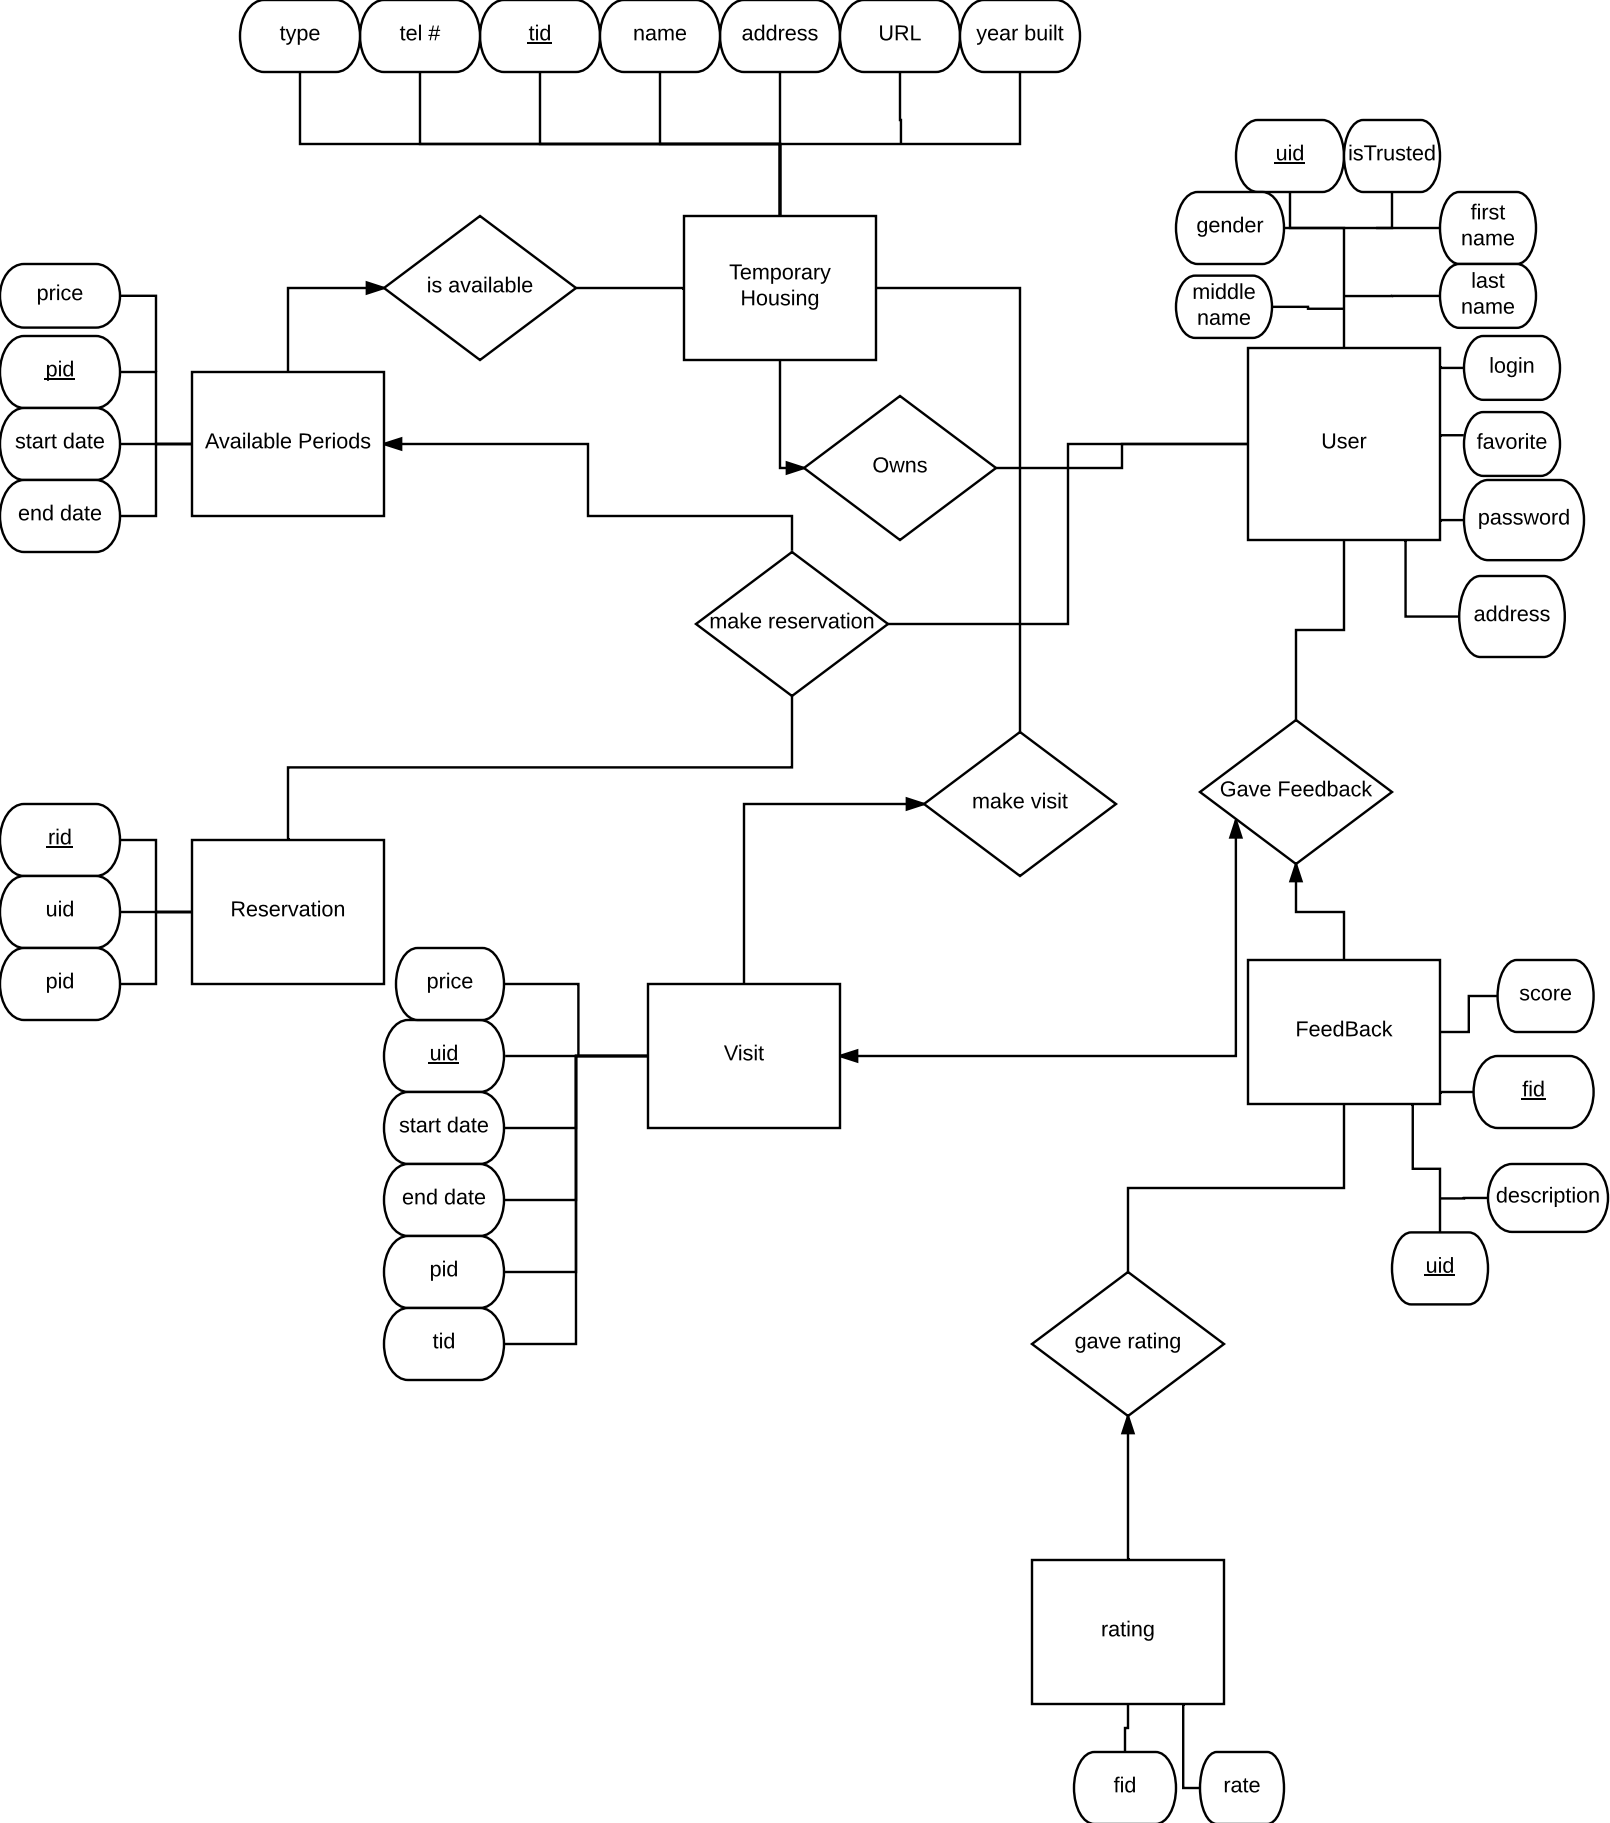 type
tel #
tid
name
address
URL
year built
uid
isTrusted
gender
first
name
middle
name
last
name
is available
Temporary
Housing
price
pid
start date
end date
Available Periods
Owns
User
login
favorite
password
address
make reservation
make visit
Gave Feedback
rid
uid
pid
Reservation
price
uid
start date
end date
pid
tid
Visit
FeedBack
score
fid
description
uid
gave rating
rating
fid
rate